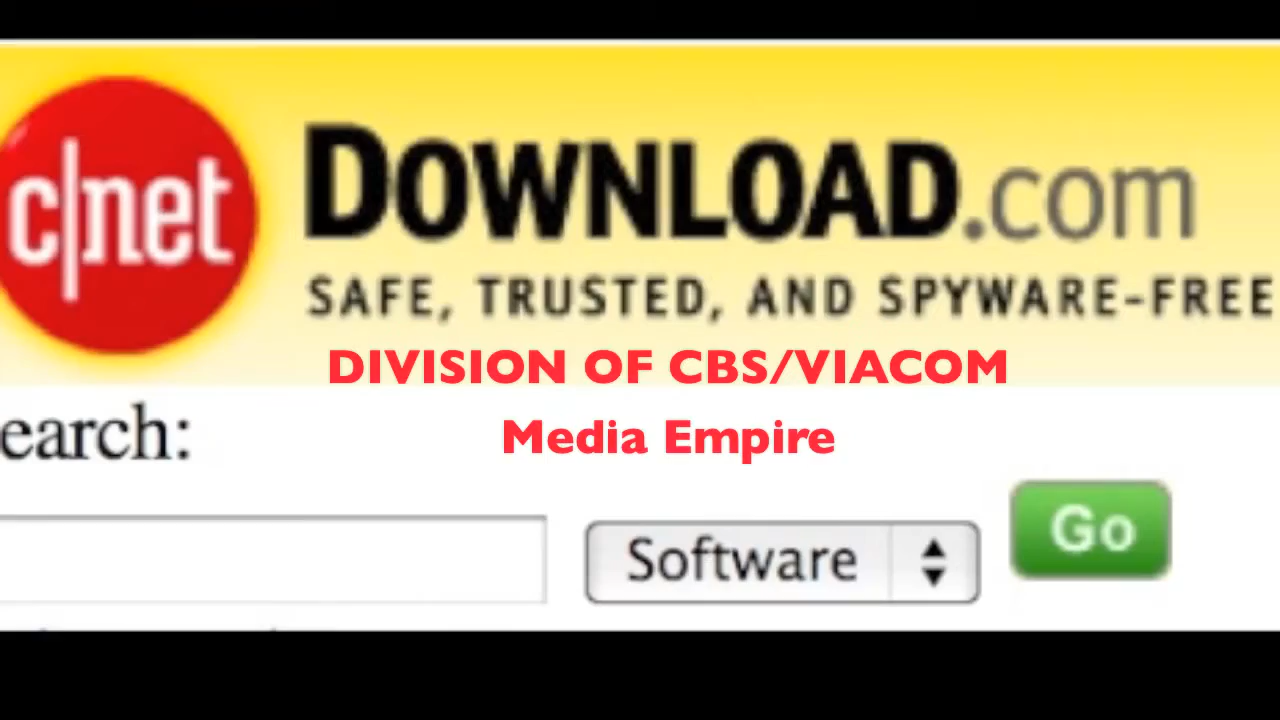 c|net
DOWNLOAD.com
SAFE, TRUSTED, AND SPYWARE-FREE
DIVISION OF CBS/VIACOM
Media Empire
earch:
Software
Go